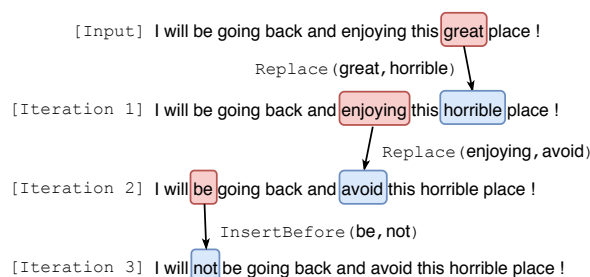 [Input] I will be going back and enjoying this great place !
Replace(great,horrible)
[Iteration 1] I will be going back and enjoying this horrible place !
Replace(enjoying,avoid)
[Iteration 2] I will be going back and avoid this horrible place !
InsertBefore(be,not)
[Iteration 3] I will not be going back and avoid this horrible place !